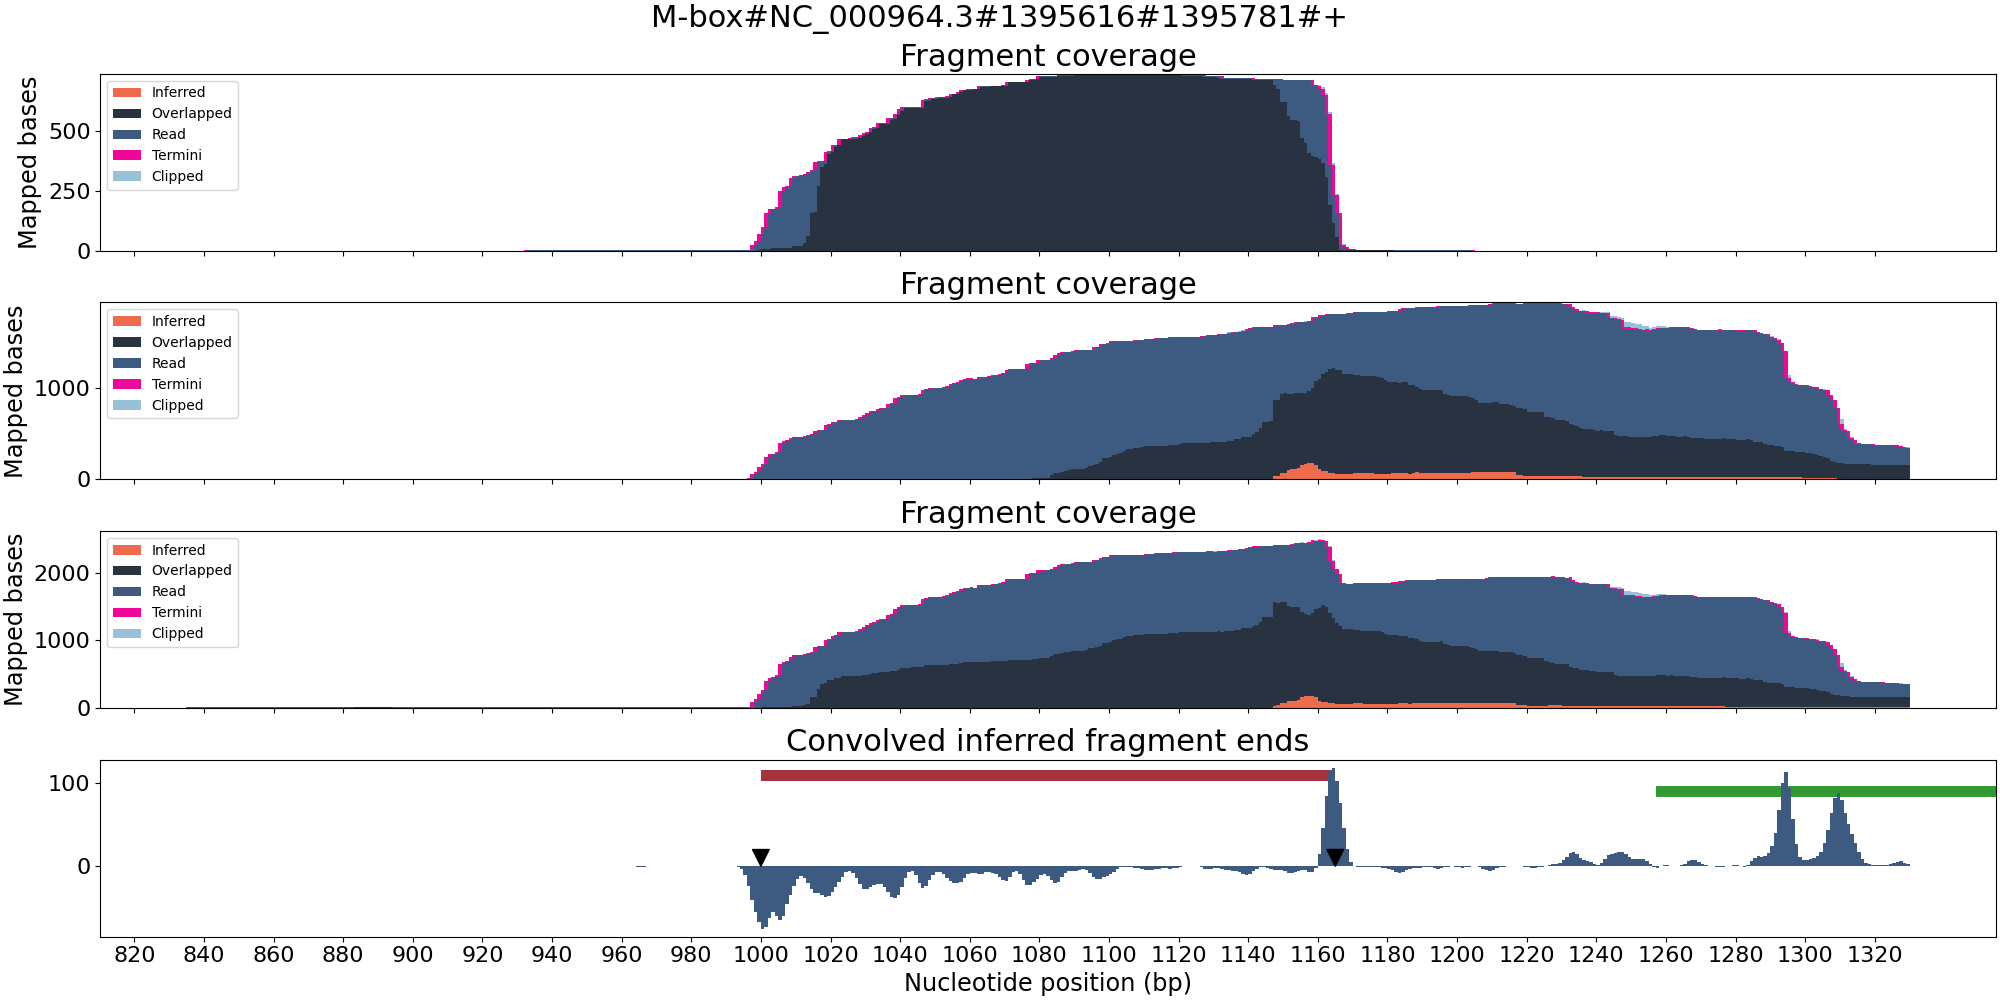 M-box#NC_000964.3#1395616#1395781#+
Fragment coverage
Mapped bases
500
250
0
Inferred
Overlapped
Read
Termini
Clipped
Fragment coverage
Mapped bases
1000
0
Inferred
Overlapped
Read
Termini
Clipped
Fragment coverage
Mapped bases
2000
1000
0
Inferred
Overlapped
Read
Termini
Clipped
Convolved inferred fragment ends
100
0
820 840 860 880 900 920 940 960 980 1000 1020 1040 1060 1080 1100 1120 1140 1160 1180 1200 1220 1240 1260 1280 1300 1320
Nucleotide position (bp)